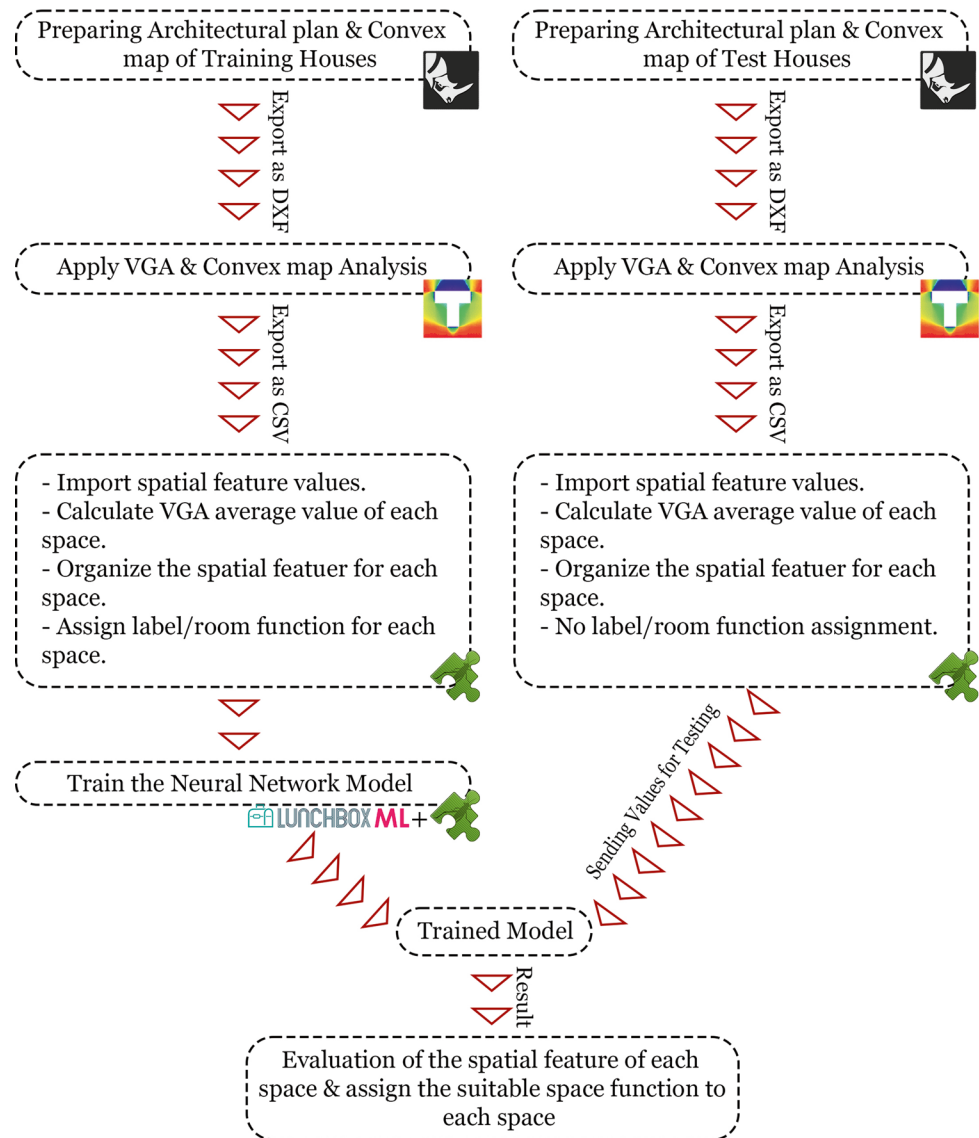 Preparing Architectural plan & Convex
map of Training Houses
Export as DXF
Apply VGA & Convex map Analysis
Export as CSV
- Import spatial feature values.
- Calculate VGA average value of each
space.
- Organize the spatial featuer for each
space.
- Assign label/room function for each
space.
Train the Neural Network Model
LUNCHBOX ML+
Preparing Architectural plan & Convex
map of Test Houses
Export as DXF
Apply VGA & Convex map Analysis
Export as CSV
- Import spatial feature values.
- Calculate VGA average value of each
space.
- Organize the spatial featuer for each
space.
- No label/room function assignment.
Sending Values for Testing
Trained Model
Result
Evaluation of the spatial feature of each
space & assign the suitable space function to
each space